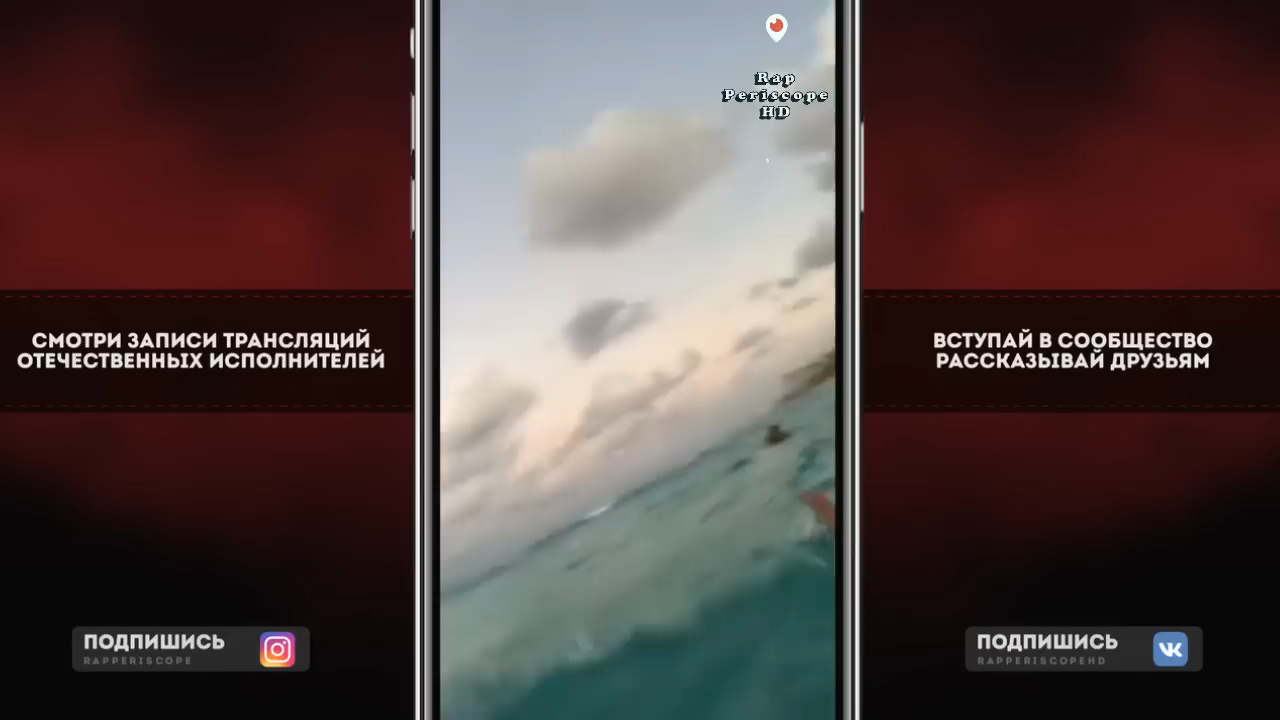 Rap
Periscope
HD
СМОТРИ ЗАПИСИ ТРАНСЛЯЦИЙ
ОТЕЧЕСТВЕННЫХ ИСПОЛНИТЕЛЕЙ
ВСТУПАЙ В СООБЩЕСТВО
РАССКАЗЫВАЙ ДРУЗЬЯМ
ПОДПИШИСЬ
RAPPERISCOPE
ПОДПИШИСЬ
RAPPERISCOPEHD